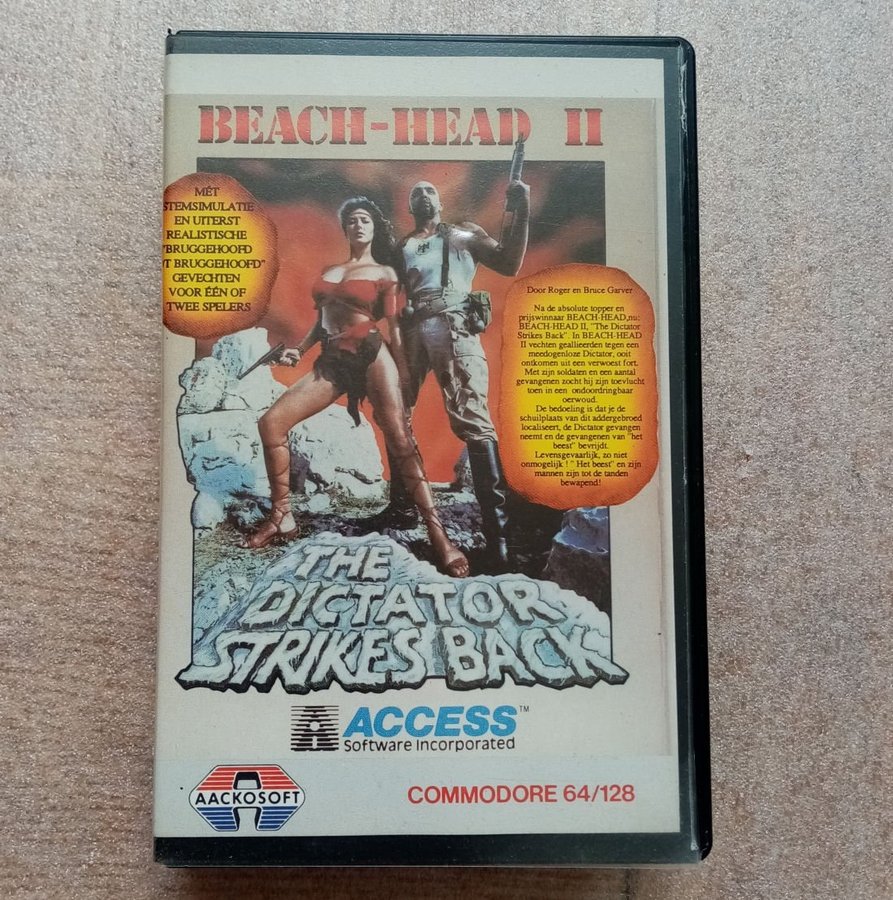 BEACH-HEAD II
MÉT
STEMSIMULATIE
EN UITERST
REALISTISCHE
"BRUGGEHOOFD
T BRUGGEHOOFD"
GEVECHTEN
VOOR ÉÉN OF
TWEE SPELERS
Door Roger en Bruce Garver
Na de absolute topper en
prijswinnaar BEACH-HEAD,nu:
BEACH-HEAD II, "The Dictator
Strikes Back". In BEACH-HEAD
II vechten geallieerden tegen een
meedogenloze Dictator, ooit
ontkomen uit een verwoest fort.
Met zijn soldaten en een aantal
gevangenen zocht hij zijn toevlucht
toen in een ondoordringbaar
oerwoud.
De bedoeling is dat je de
schuilplaats van dit addergebroed
localiseert, de Dictator gevangen
neemt en de gevangenen van "het
beest" bevrijdt.
Levensgevaarlijk, zo niet
onmogelijk ! " Het beest" en zijn
mannen zijn tot de tanden
bewapend!
THE
DICTATOR
STRIKES BACK
ACCESS™
Software Incorporated
AACKOSOFT
COMMODORE 64/128